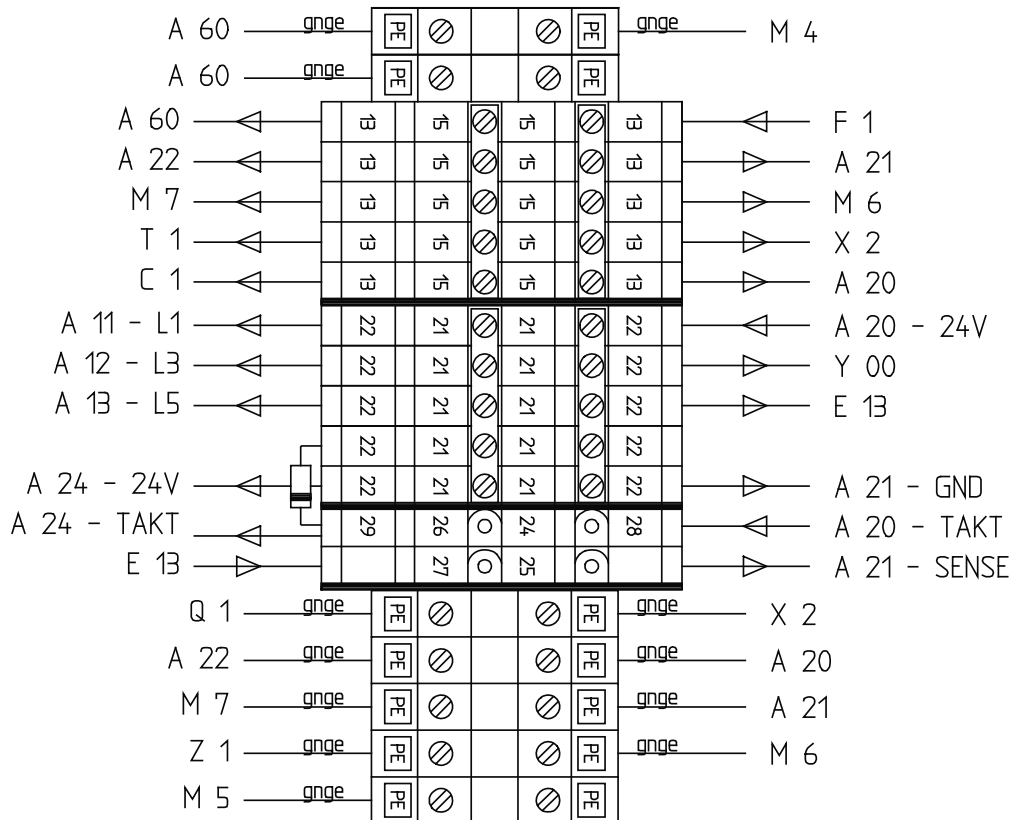 A 60 gnge PE PE gnge M 4
A 60 gnge PE PE
A 60 13 15 15 13 F 1
A 22 13 15 15 13 A 21
M 7 13 15 15 13 M 6
T 1 13 15 15 13 X 2
C 1 13 15 15 13 A 20
A 11 - L1 22 21 21 22 A 20 - 24V
A 12 - L3 22 21 21 22 Y 00
A 13 - L5 22 21 21 22 E 13
22 21 21 22
A 24 - 24V 22 21 21 22 A 21 - GND
A 24 - TAKT 29 26 24 28 A 20 - TAKT
E 13 27 25 A 21 - SENSE
Q 1 gnge PE PE gnge X 2
A 22 gnge PE PE gnge A 20
M 7 gnge PE PE gnge A 21
Z 1 gnge PE PE gnge M 6
M 5 gnge PE PE